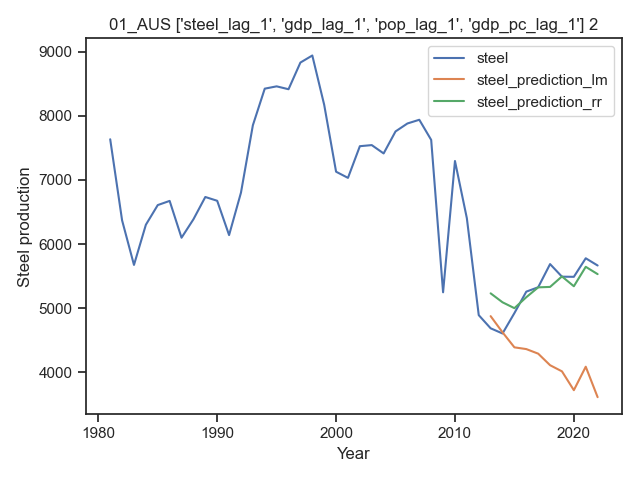 01_AUS ['steel_lag_1', 'gdp_lag_1', 'pop_lag_1', 'gdp_pc_lag_1'] 2
steel
steel_prediction_lm
steel_prediction_rr
9000
8000
7000
6000
5000
4000
Steel production
1980
1990
2000
2010
2020
Year